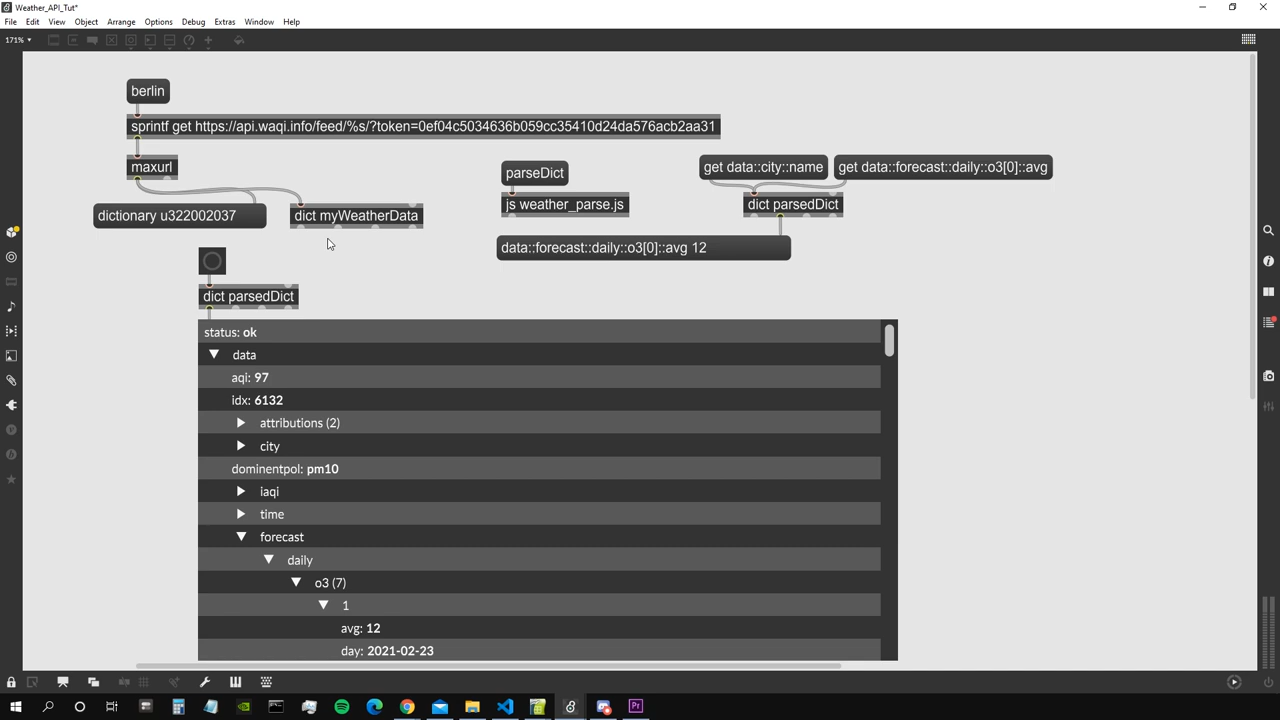 Weather_API_Tut*
File Edit View Object Arrange Options Debug Extras Window Help
171%
berlin
sprintf get https://api.waqi.info/feed/%s/?token=0ef04c5034636b059cc35410d24da576acb2aa31
maxurl
parseDict
get data::city::name
get data::forecast::daily::o3[0]::avg
dictionary u322002037
dict myWeatherData
js weather_parse.js
dict parsedDict
data::forecast::daily::o3[0]::avg 12
dict parsedDict
status: ok
data
aqi: 97
idx: 6132
attributions (2)
city
dominentpol: pm10
iaqi
time
forecast
daily
o3 (7)
1
avg: 12
day: 2021-02-23
Pr